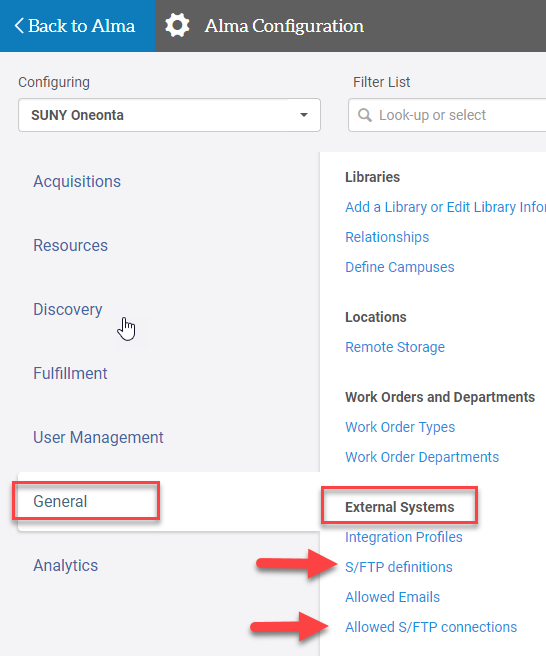 Back to Alma
Alma Configuration
Configuring
Filter List
SUNY Oneonta
Look-up or select
Acquisitions
Resources
Discovery
Fulfillment
User Management
General
Analytics
Libraries
Add a Library or Edit Library Infor
Relationships
Define Campuses
Locations
Remote Storage
Work Orders and Departments
Work Order Types
Work Order Departments
External Systems
Integration Profiles
S/FTP definitions
Allowed Emails
Allowed S/FTP connections